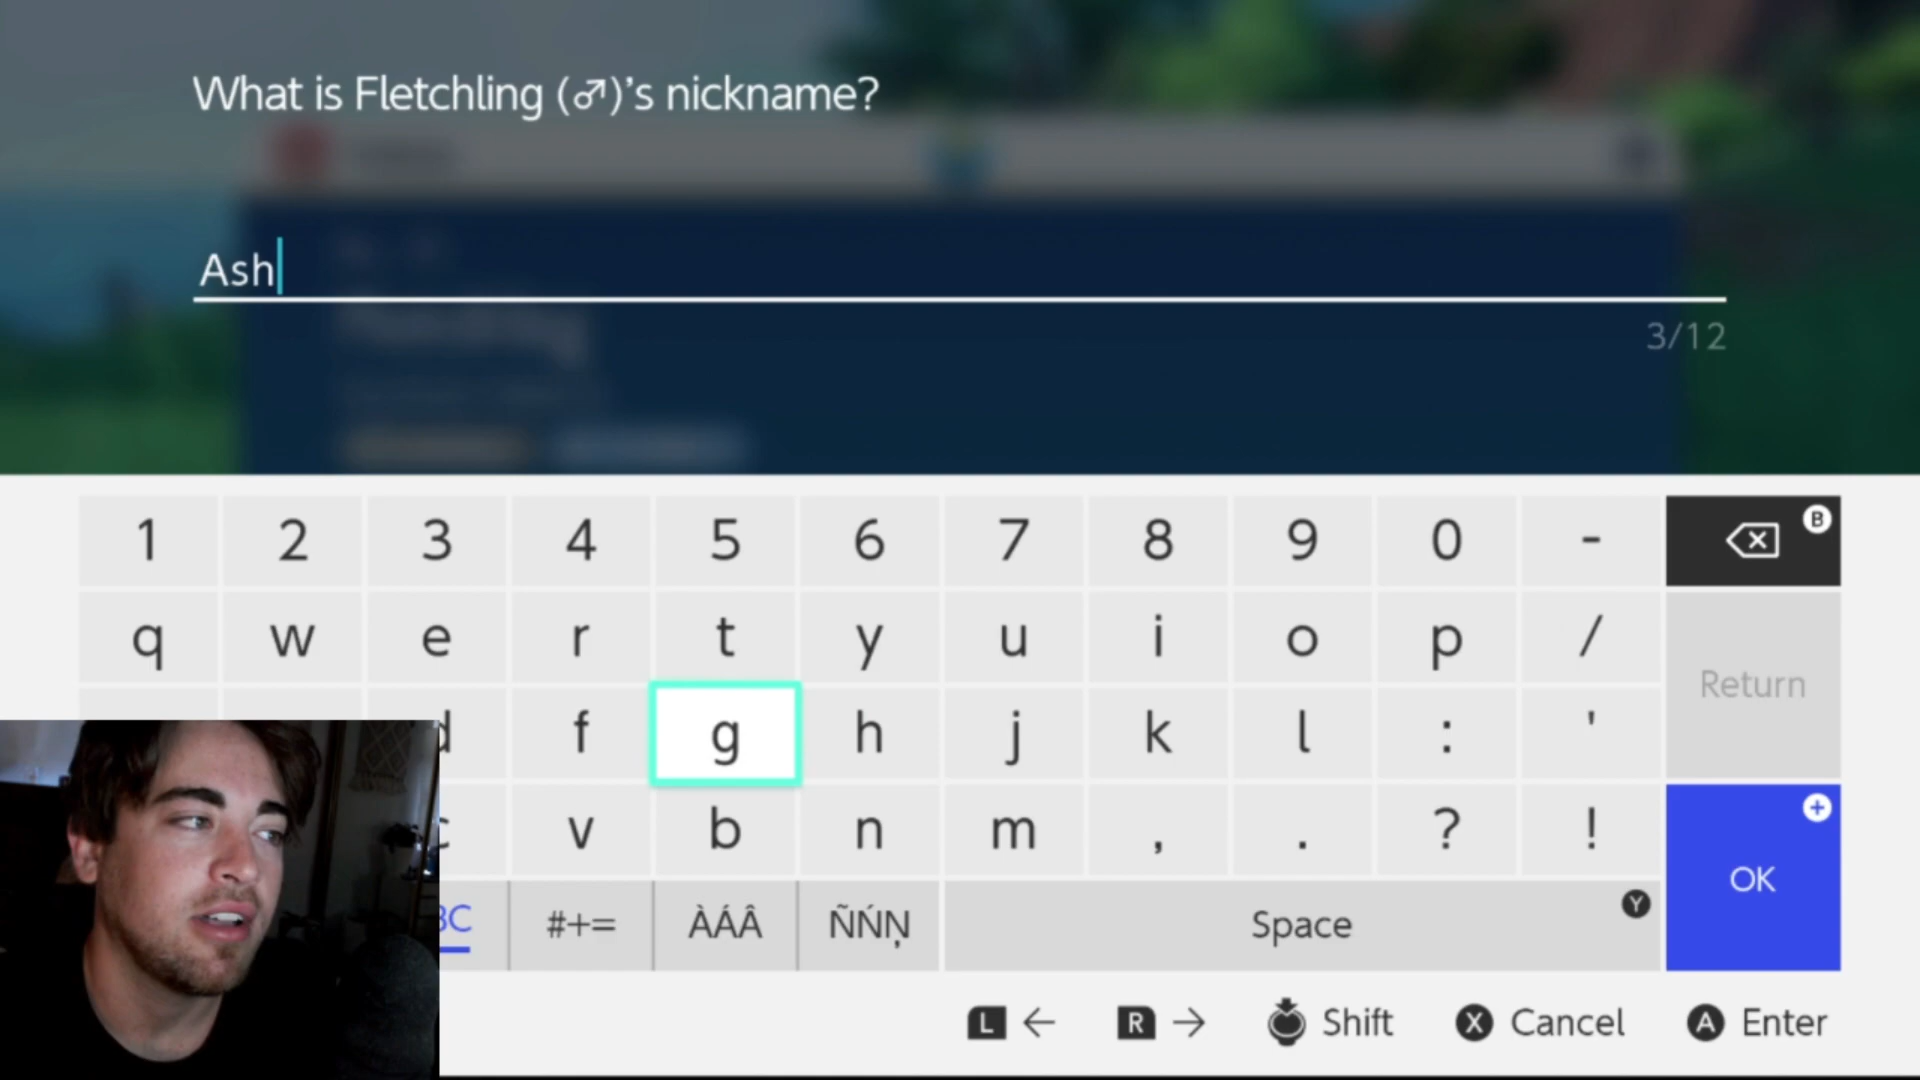 What is Fletchling (♂)'s nickname?
Ash
3/12
1 2 3 4 5 6 7 8 9 0 - B
q w e r t y u i o p /
Return
d f g h j k l : '
c v b n m , . ? ! +
OK
#+= ÀÁÂ ÑŃŅ Space Y
L ← R → Shift X Cancel A Enter